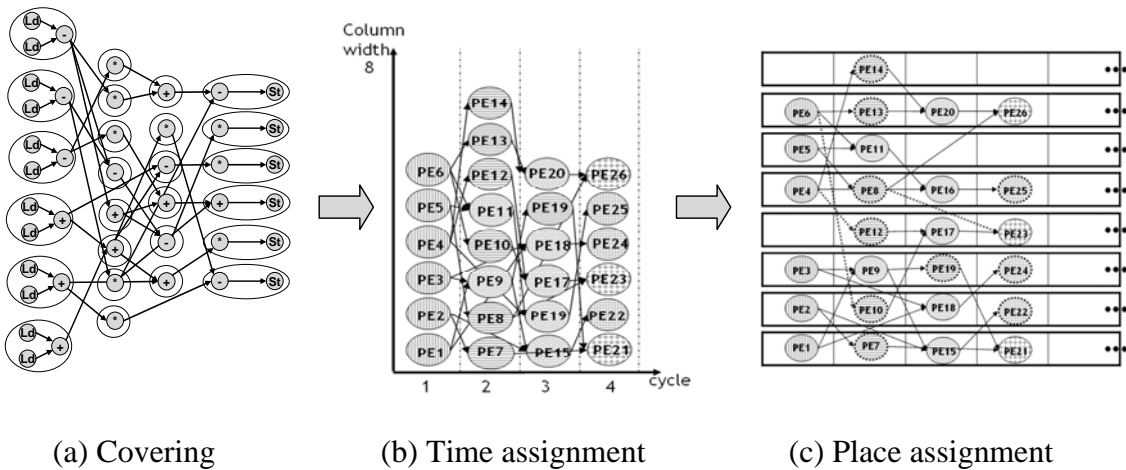 Ld
Ld
-
Ld
Ld
-
Ld
Ld
-
Ld
Ld
+
Ld
Ld
+
Ld
Ld
+
*
*
*
-
+
+
*
*
+
*
-
+
-
+
- St
* St
* St
+ St
* St
- St
(a) Covering
Column
width
8
PE14
PE13
PE6 PE12 PE20 PE26
PE5 PE11 PE19 PE25
PE4 PE10 PE18 PE24
PE3 PE9 PE17 PE23
PE2 PE8 PE19 PE22
PE1 PE7 PE15 PE21
1 2 3 4
cycle
(b) Time assignment
PE14 •••
PE6 PE13 PE20 PE26 •••
PE5 PE11 •••
PE4 PE8 PE16 PE25 •••
PE12 PE17 PE23 •••
PE3 PE9 PE19 PE24 •••
PE2 PE10 PE18 PE22 •••
PE1 PE7 PE15 PE21 •••
(c) Place assignment